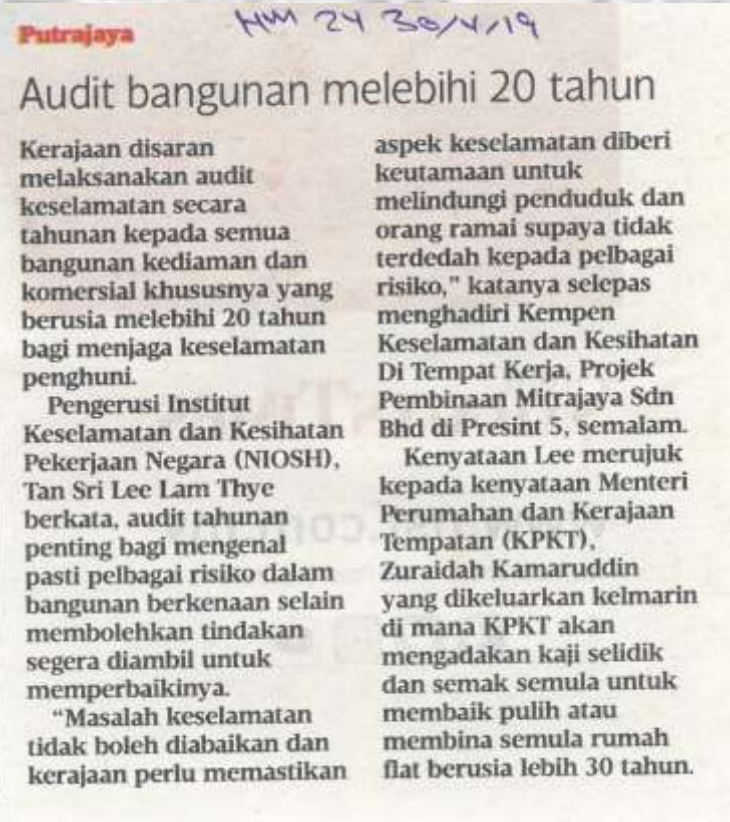 HM 24 30/4/19
Putrajaya
Audit bangunan melebihi 20 tahun
Kerajaan disaran
melaksanakan audit
keselamatan secara
tahunan kepada semua
bangunan kediaman dan
komersial khususnya yang
berusia melebihi 20 tahun
bagi menjaga keselamatan
penghuni.
Pengerusi Institut
Keselamatan dan Kesihatan
Pekerjaan Negara (NIOSH),
Tan Sri Lee Lam Thye
berkata, audit tahunan
penting bagi mengenal
pasti pelbagai risiko dalam
bangunan berkenaan selain
membolehkan tindakan
segera diambil untuk
memperbaikinya.
"Masalah keselamatan
tidak boleh diabaikan dan
kerajaan perlu memastikan
aspek keselamatan diberi
keutamaan untuk
melindungi penduduk dan
orang ramai supaya tidak
terdedah kepada pelbagai
risiko," katanya selepas
menghadiri Kempen
Keselamatan dan Kesihatan
Di Tempat Kerja, Projek
Pembinaan Mitrajaya Sdn
Bhd di Presint 5, semalam.
Kenyataan Lee merujuk
kepada kenyataan Menteri
Perumahan dan Kerajaan
Tempatan (KPKT),
Zuraidah Kamaruddin
yang dikeluarkan kelmarin
di mana KPKT akan
mengadakan kaji selidik
dan semak semula untuk
membaik pulih atau
membina semula rumah
flat berusia lebih 30 tahun.